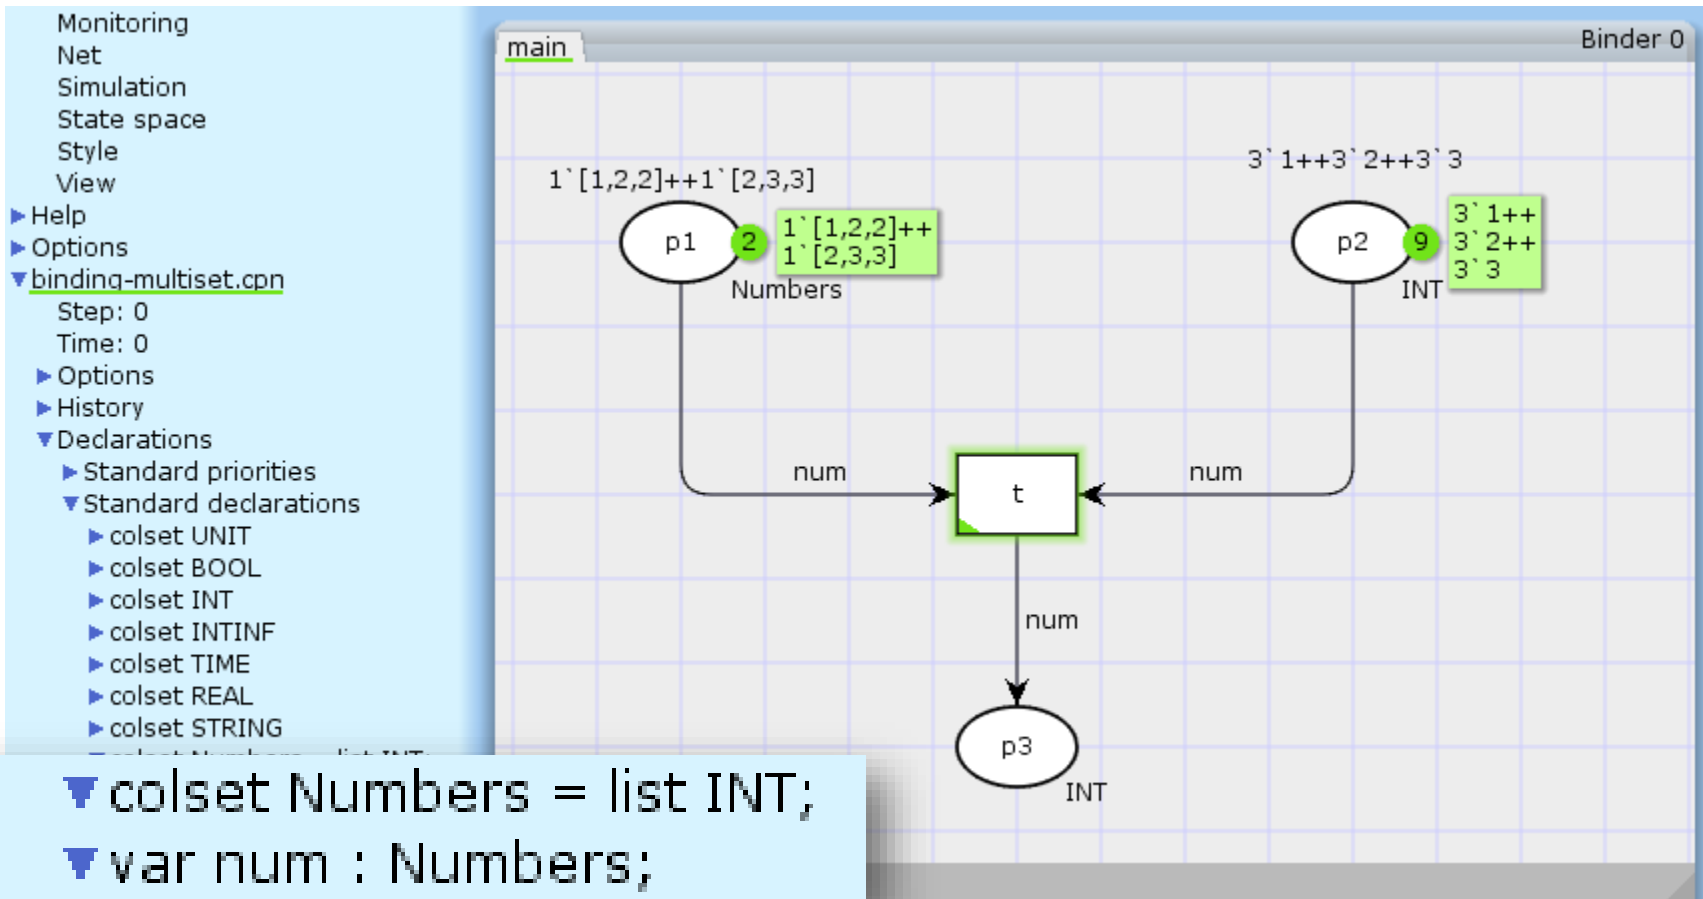 Monitoring
Net
Simulation
State space
Style
View
Help
Options
binding-multiset.cpn
Step: 0
Time: 0
Options
History
Declarations
Standard priorities
Standard declarations
colset UNIT
colset BOOL
colset INT
colset INTINF
colset TIME
colset REAL
colset STRING
colset Numbers = list INT;
colset Numbers = list INT;
var num : Numbers;
main
Binder 0
1`[1,2,2]++1`[2,3,3]
p1
2
1`[1,2,2]++
1`[2,3,3]
Numbers
3`1++3`2++3`3
p2
9
3`1++
3`2++
3`3
INT
num
t
num
num
p3
INT